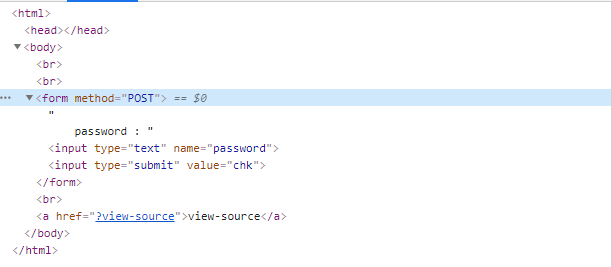 <html>
<head></head>
▼<body>
<br>
<br>
··· ▼<form method="POST"> == $0
"
password : "
<input type="text" name="password">
<input type="submit" value="chk">
</form>
<br>
<a href="?view-source">view-source</a>
</body>
</html>